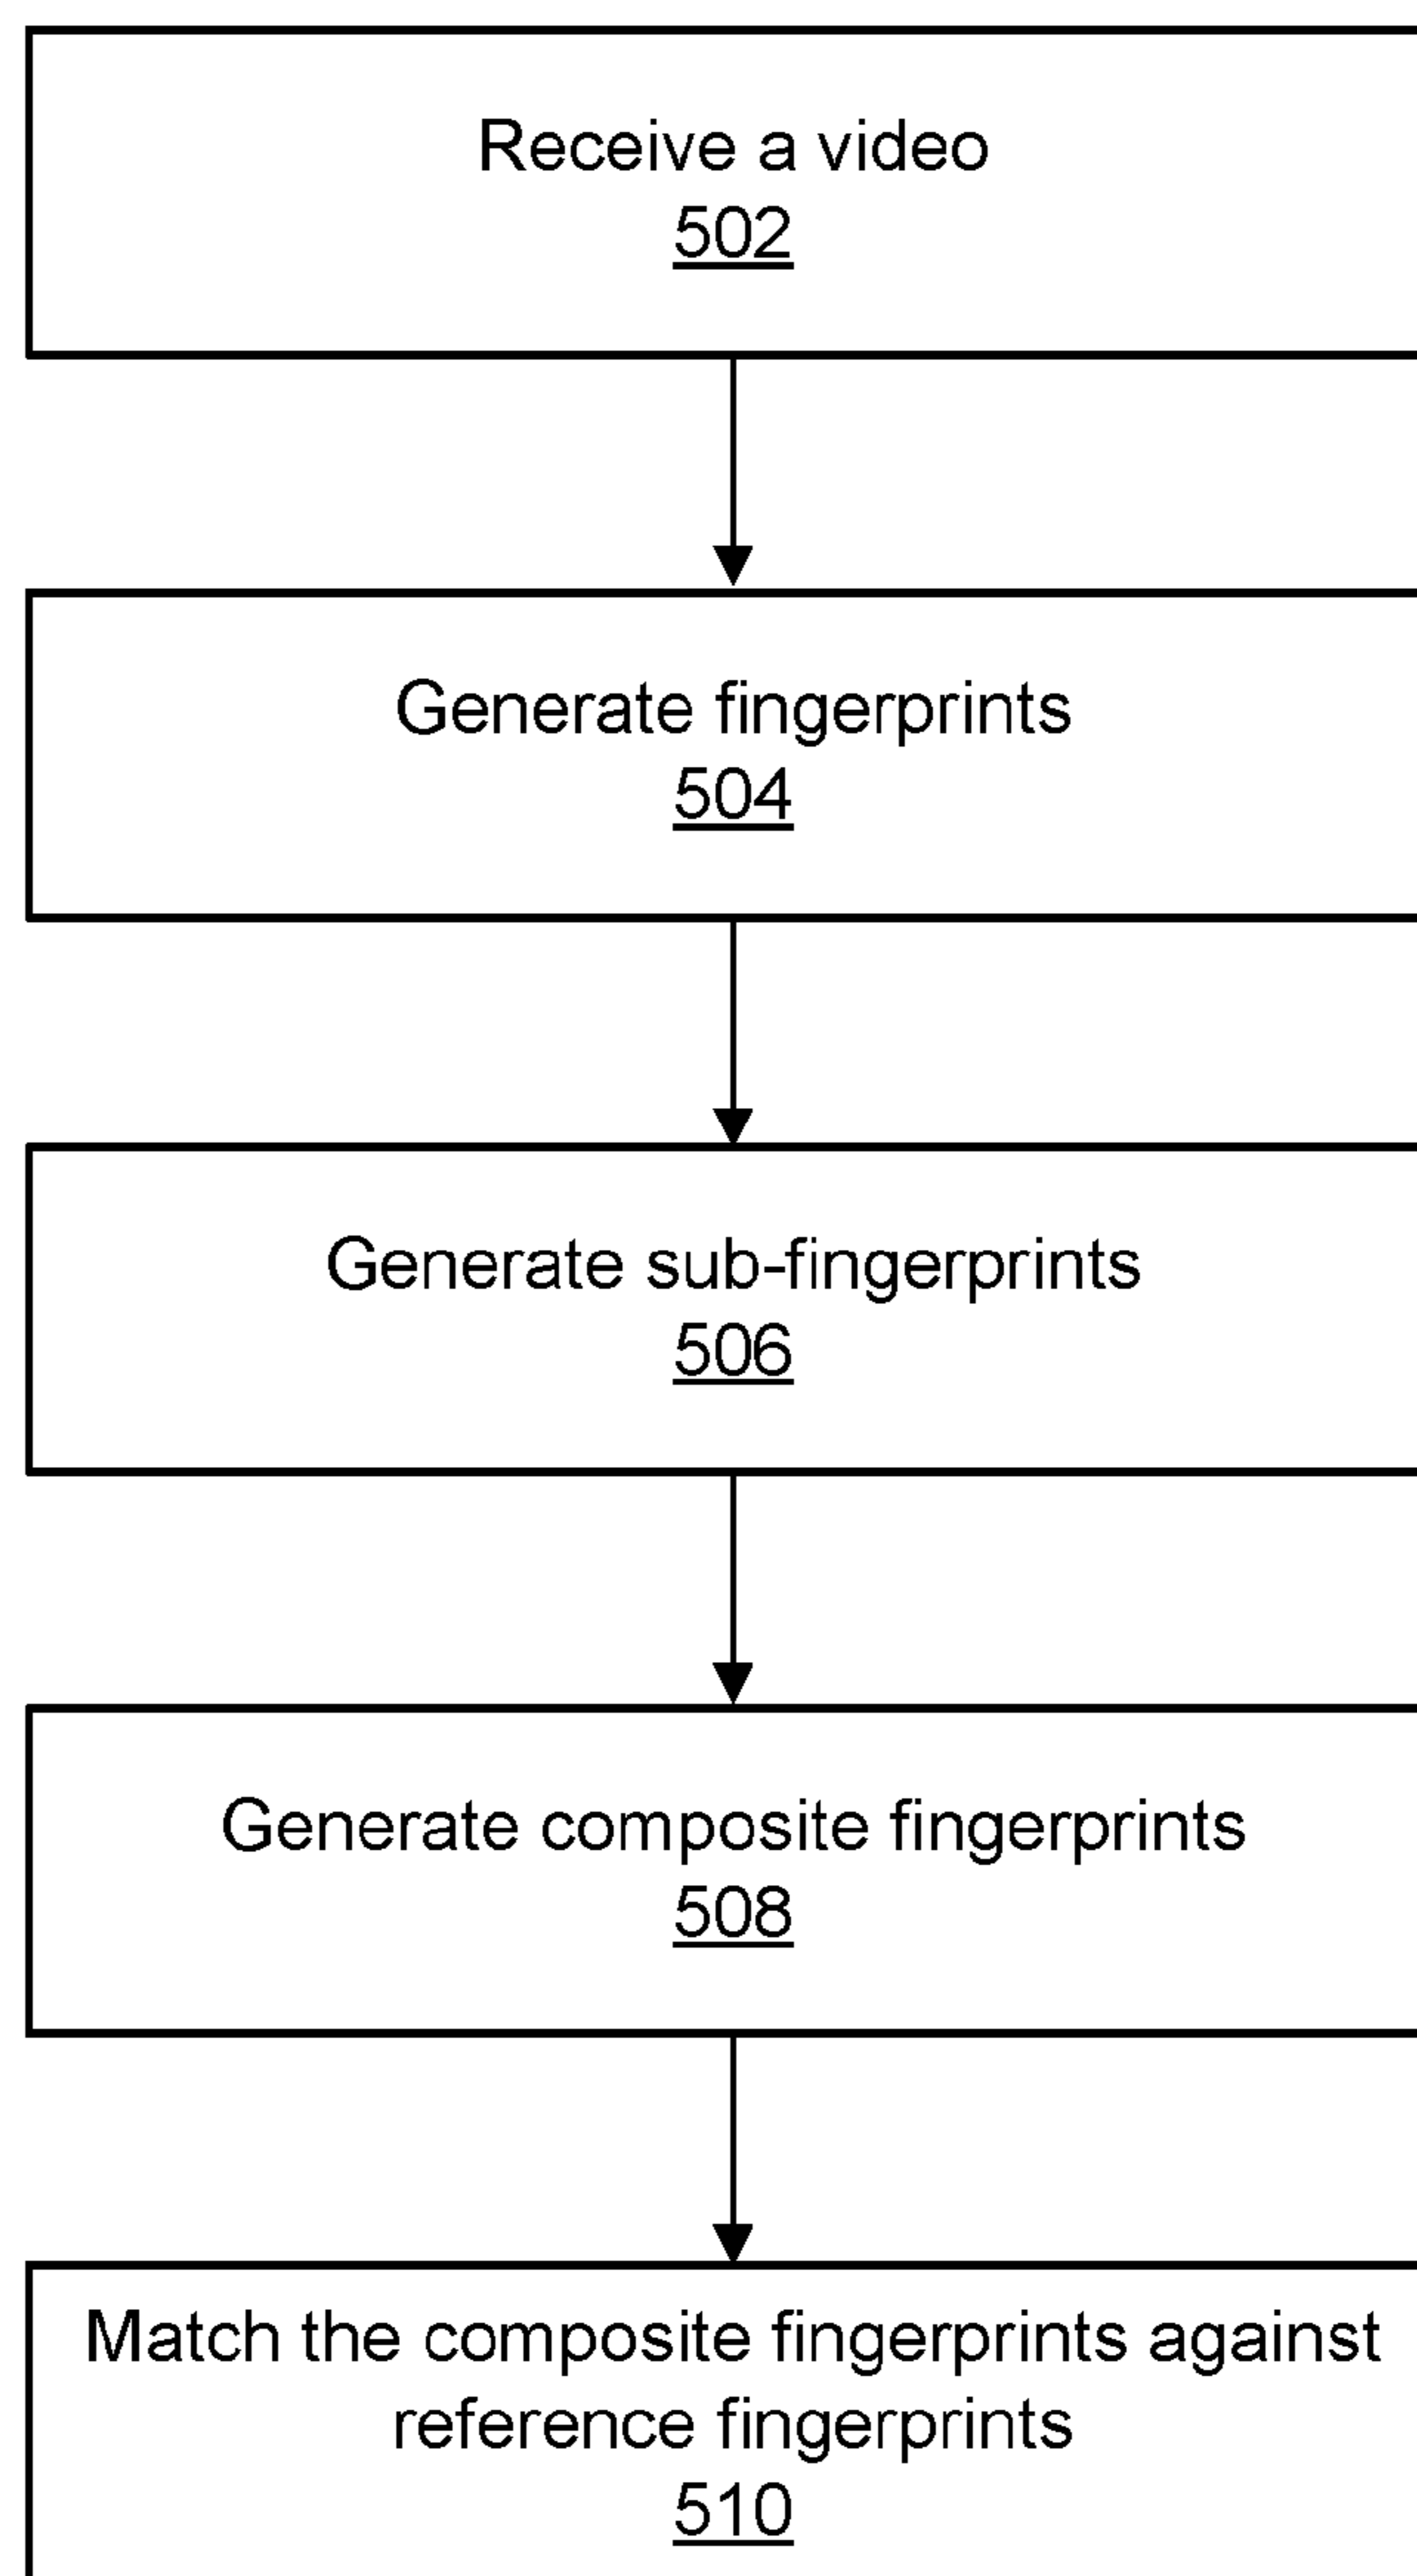 Receive a video
502
Generate fingerprints
504
Generate sub-fingerprints
506
Generate composite fingerprints
508
Match the composite fingerprints against
reference fingerprints
510